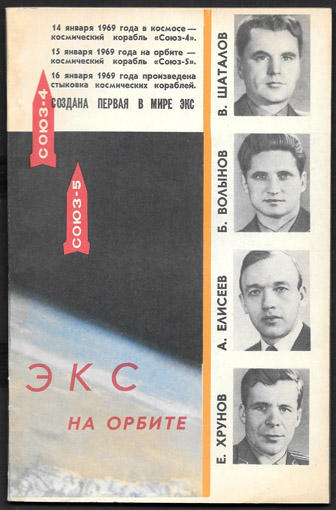 14 января 1969 года в космосе —
космический корабль «Союз-4».
15 января 1969 года на орбите —
космический корабль «Союз-5».
16 января 1969 года произведена
стыковка космических кораблей.
СОЗДАНА ПЕРВАЯ В МИРЕ ЭКС
СОЮЗ-4
СОЮЗ-5
ЭКС
НА ОРБИТЕ
В. ШАТАЛОВ
Б. ВОЛЫНОВ
А. ЕЛИСЕЕВ
Е. ХРУНОВ